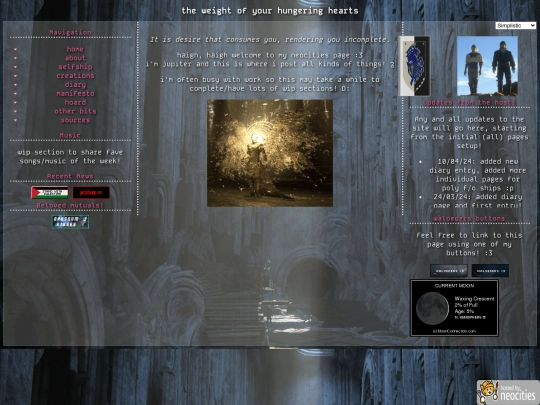 the weight of your hungering hearts
Simplistic
Navigation
home
about
selfship
creations
diary
manifesto
hoard
other bits
sources
Music
wip section to share fave
songs/music of the week!
Recent News
Beloved Mutuals!
It is desire that consumes you, rendering you incomplete.
haigh, haigh welcome to my neocities page :3
i'm jupiter and this is where i post all kinds of things!
i'm often busy with work so this may take a while to
complete/have lots of wip sections! D:
Updates from the host!
Any and all updates to the
site will go here, starting
from the initial (all) pages
setup!
10/04/24: added new
diary entry, added more
individual pages for
poly f/o ships :p
24/03/24: added diary
page and first entry!
buttons
Feel free to link to this
page using one of my
buttons! :3
CURRENT MOON
Waxing Crescent
2% of Full
Age: 5%
hosted by
neocities